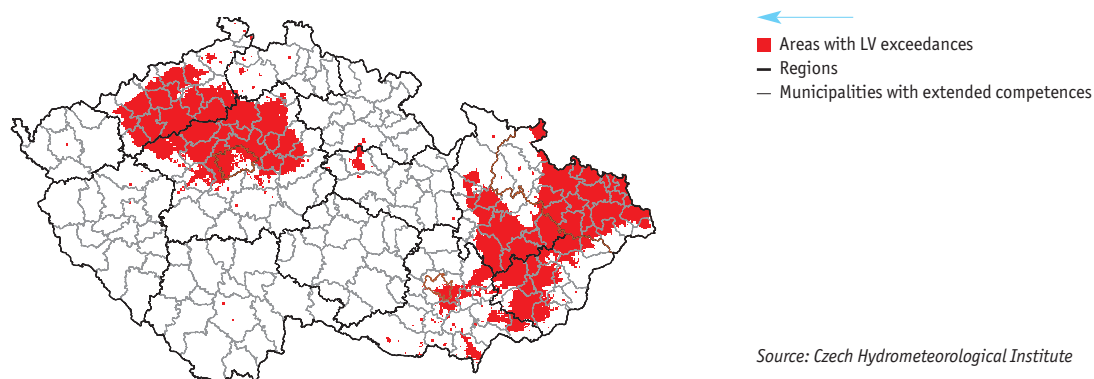 Areas with LV exceedances
Regions
Municipalities with extended competences
Source: Czech Hydrometeorological Institute